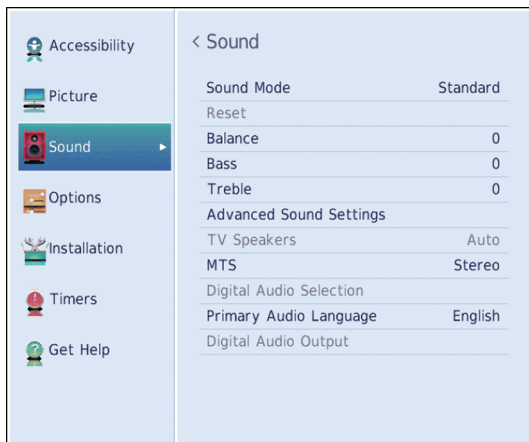 Accessibility
Picture
Sound
Options
Installation
Timers
Get Help
< Sound
Sound Mode Standard
Reset
Balance 0
Bass 0
Treble 0
Advanced Sound Settings
TV Speakers Auto
MTS Stereo
Digital Audio Selection
Primary Audio Language English
Digital Audio Output